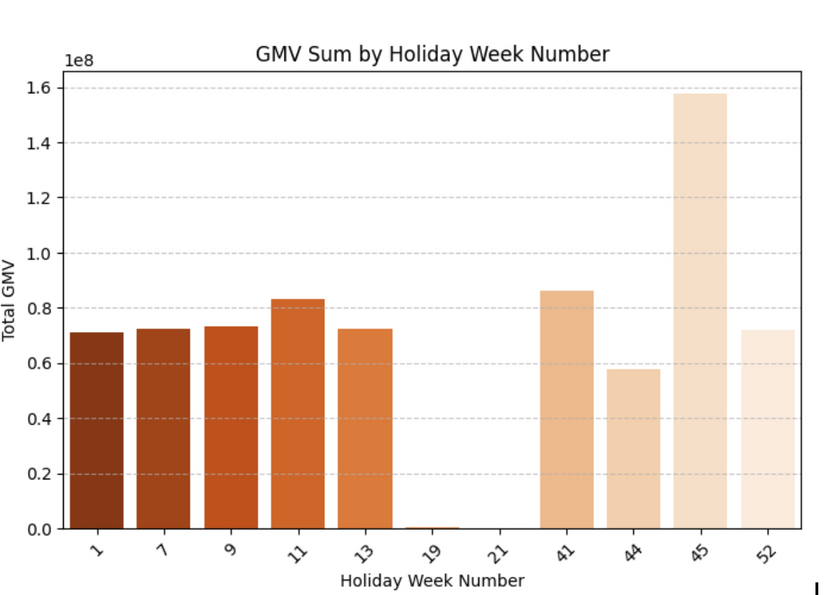 GMV Sum by Holiday Week Number
1e8
1.6
1.4
1.2
1.0
0.8
0.6
0.4
0.2
0.0
Total GMV
1 7 9 11 13 19 21 41 44 45 52
Holiday Week Number